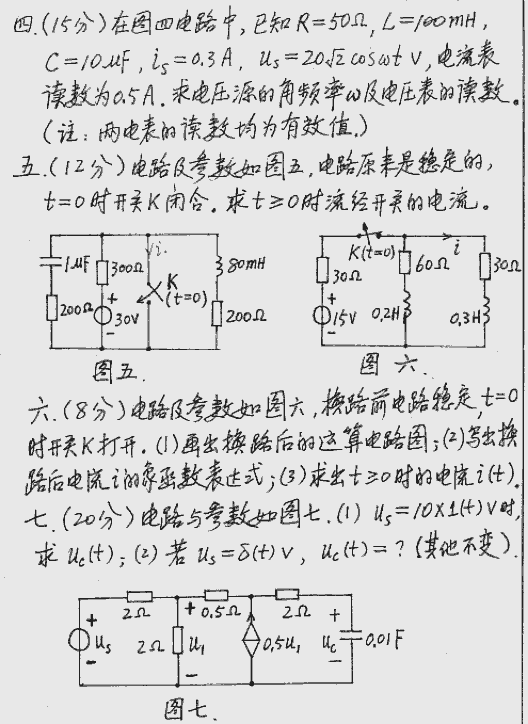 四.(15分)在图四电路中,已知R=50Ω,L=100mH,
C=10μF,is=0.3A,us=20√2cosωt V,电流表
读数为0.5A.求电压源的角频率ω及电压表的读数。
(注:两电表的读数均为有效值.)
五.(12分)电路及参数如图五,电路原来是稳定的,
t=0时开关K闭合.求t≥0时流经开关的电流。
1μF 300Ω i K (t=0) 80mH
200Ω + 30V - 200Ω
图五.
K(t=0) i
30Ω 60Ω 30Ω
+ 15V - 0.2H 0.3H
图六.
六.(8分)电路及参数如图六,换路前电路稳定,t=0
时开关K打开.(1)画出换路后的运算电路图;(2)写出换
路后电流i的象函数表达式;(3)求出t≥0时的电流i(t).
七.(20分)电路与参数如图七.(1) us=10×1(t)V时,
求uc(t);(2)若us=δ(t)V,uc(t)=?(其他不变).
2Ω + 0.5Ω 2Ω +
+ us - 2Ω u1 - 0.5u1 uc - 0.01F
图七.